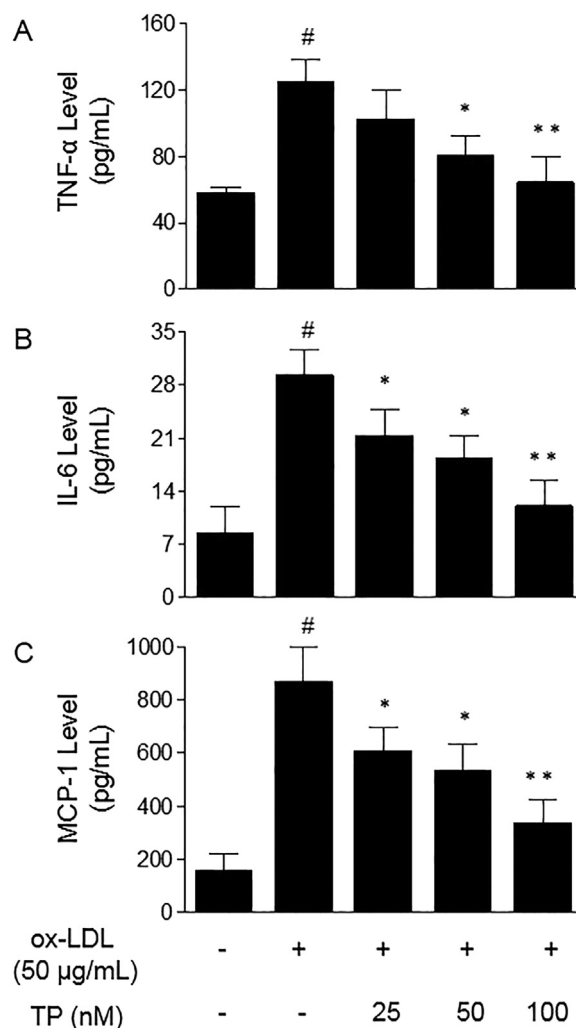 A
TNF-α Level
(pg/mL)
160
120
80
40
0
#
*
**
B
IL-6 Level
(pg/mL)
35
28
21
14
7
0
#
*
*
**
C
MCP-1 Level
(pg/mL)
1000
800
600
400
200
0
#
*
*
**
ox-LDL
(50 µg/mL)
- + + + +
TP (nM) - - 25 50 100